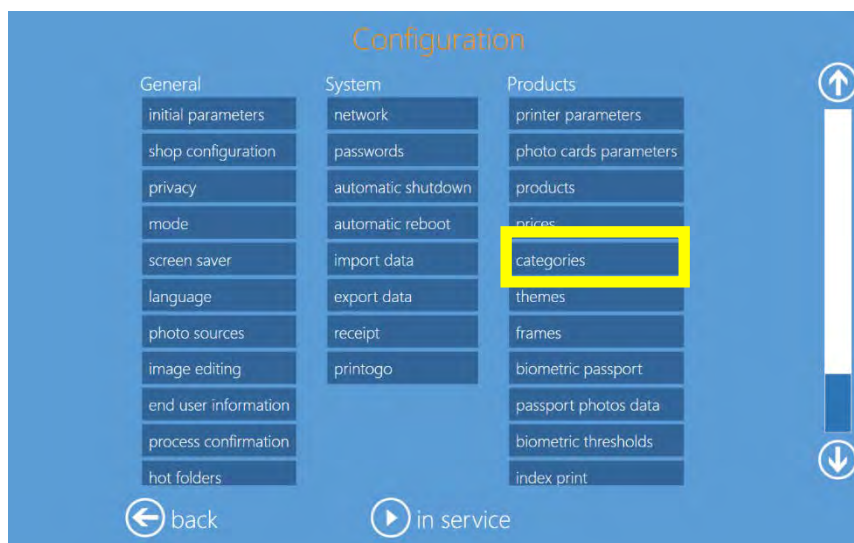 Configuration
General
initial parameters
shop configuration
privacy
mode
screen saver
language
photo sources
image editing
end user information
process confirmation
hot folders
System
network
passwords
automatic shutdown
automatic reboot
import data
export data
receipt
printogo
Products
printer parameters
photo cards parameters
products
prices
categories
themes
frames
biometric passport
passport photos data
biometric thresholds
index print
back
in service